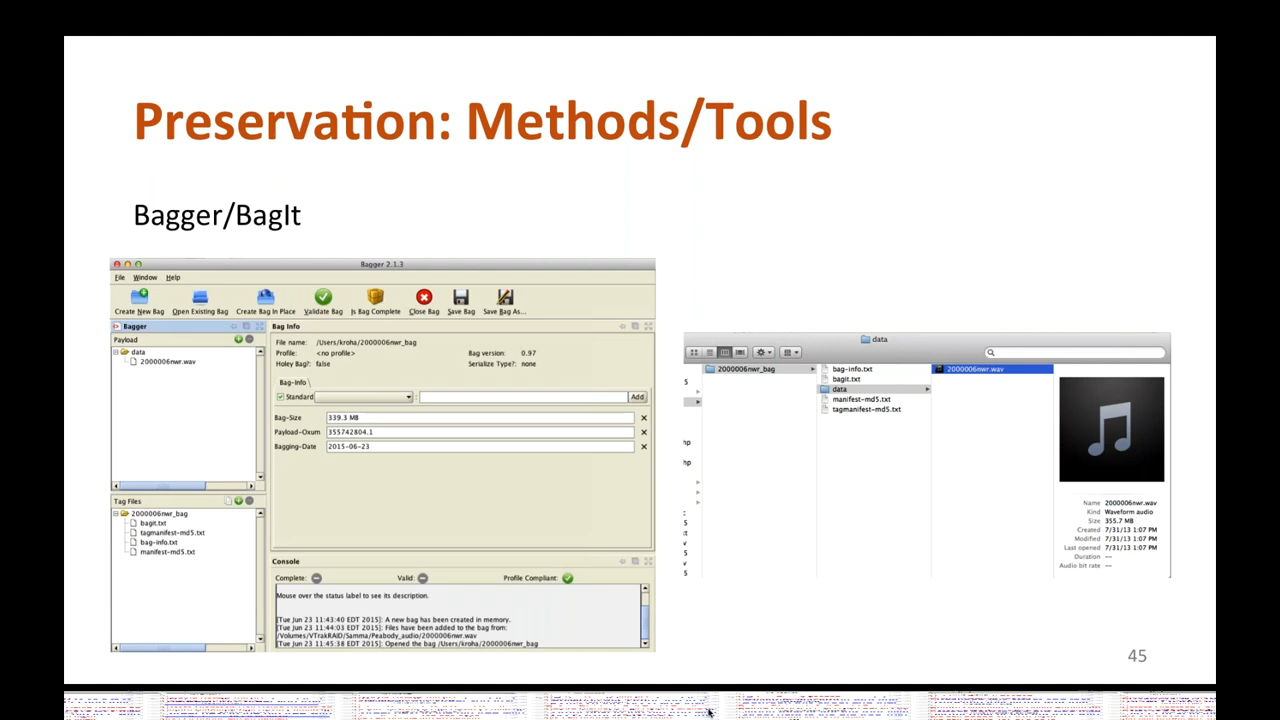 Preservation: Methods/Tools
Bagger/BagIt
Bagger 2.1.3
File Window Help
Create New Bag Open Existing Bag Create Bag In Place Validate Bag Is Bag Complete Close Bag Save Bag Save Bag As...
Bagger
Payload
data
2000006nwr.wav
Tag Files
2000006nwr_bag
bagit.txt
tagmanifest-md5.txt
bag-info.txt
manifest-md5.txt
Bag Info
File name: /Users/kroha/2000006nwr_bag
Profile: <no profile> Bag version: 0.97
Holey Bag?: false Serialize Type?: none
Bag-Info
Standard : Add
Bag-Size 339.3 MB
Payload-Oxum 355742804.1
Bagging-Date 2015-06-23
Console
Complete: Valid: Profile Compliant:
Mouse over the status label to see its description.
[Tue Jun 23 11:43:40 EDT 2015]: A new bag has been created in memory.
[Tue Jun 23 11:44:03 EDT 2015]: Files have been added to the bag from:
/Volumes/VTrakRAID/Samma/Peabody_audio/2000006nwr.wav
[Tue Jun 23 11:45:38 EDT 2015]: Opened the bag /Users/kroha/2000006nwr_bag
data
2000006nwr_bag
bag-info.txt
bagit.txt
data
manifest-md5.txt
tagmanifest-md5.txt
2000006nwr.wav
Name 2000006nwr.wav
Kind Waveform audio
Size 355.7 MB
Created 7/31/13 1:07 PM
Modified 7/31/13 1:07 PM
Last opened 7/31/13 1:07 PM
Duration --
Audio bit rate --
45